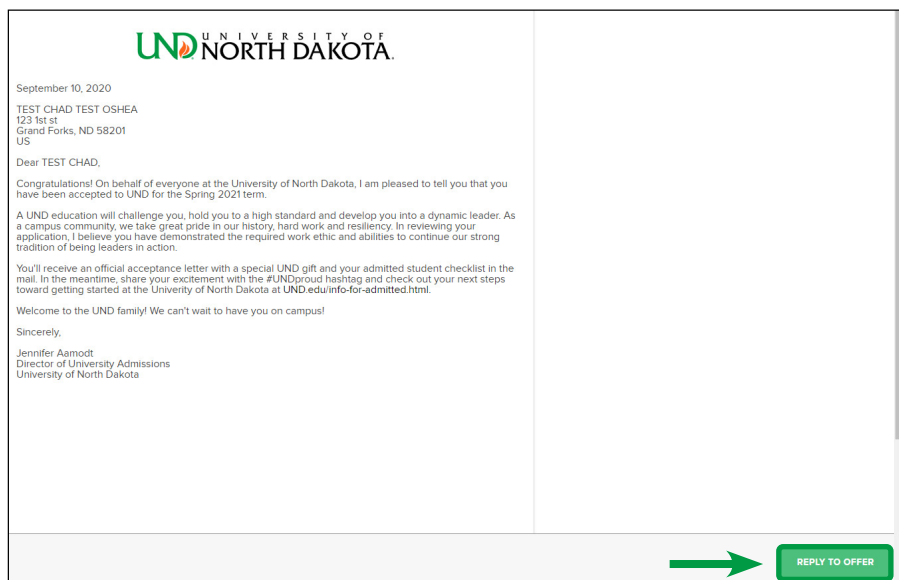 UND UNIVERSITY OF
NORTH DAKOTA.
September 10, 2020
TEST CHAD TEST OSHEA
123 1st st
Grand Forks, ND 58201
US
Dear TEST CHAD,
Congratulations! On behalf of everyone at the University of North Dakota, I am pleased to tell you that you
have been accepted to UND for the Spring 2021 term.
A UND education will challenge you, hold you to a high standard and develop you into a dynamic leader. As
a campus community, we take great pride in our history, hard work and resiliency. In reviewing your
application, I believe you have demonstrated the required work ethic and abilities to continue our strong
tradition of being leaders in action.
You'll receive an official acceptance letter with a special UND gift and your admitted student checklist in the
mail. In the meantime, share your excitement with the #UNDproud hashtag and check out your next steps
toward getting started at the Univerity of North Dakota at UND.edu/info-for-admitted.html.
Welcome to the UND family! We can't wait to have you on campus!
Sincerely,
Jennifer Aamodt
Director of University Admissions
University of North Dakota
REPLY TO OFFER